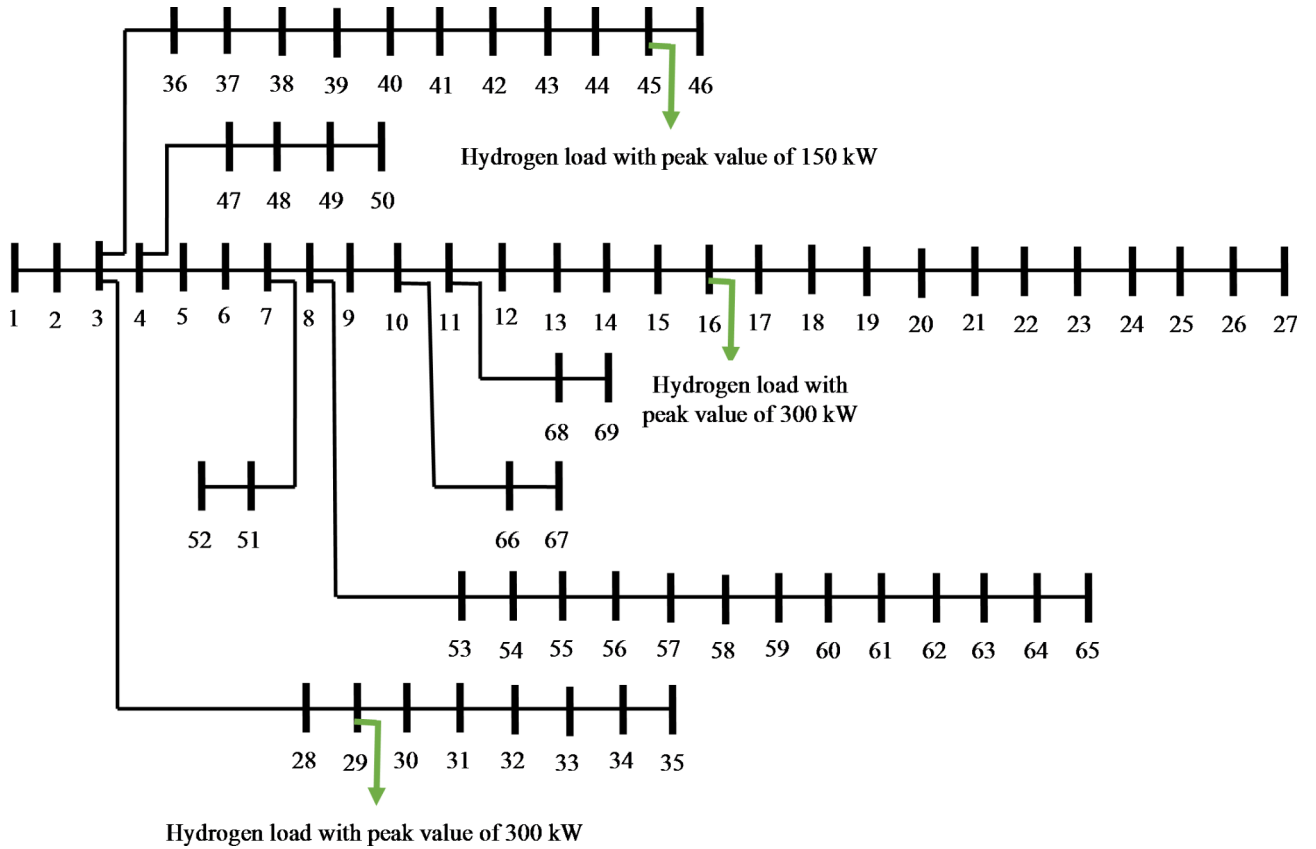 36 37 38 39 40 41 42 43 44 45 46
Hydrogen load with peak value of 150 kW
47 48 49 50
1 2 3 4 5 6 7 8 9 10 11 12 13 14 15 16 17 18 19 20 21 22 23 24 25 26 27
Hydrogen load with
peak value of 300 kW
68 69
52 51 66 67
53 54 55 56 57 58 59 60 61 62 63 64 65
28 29 30 31 32 33 34 35
Hydrogen load with peak value of 300 kW